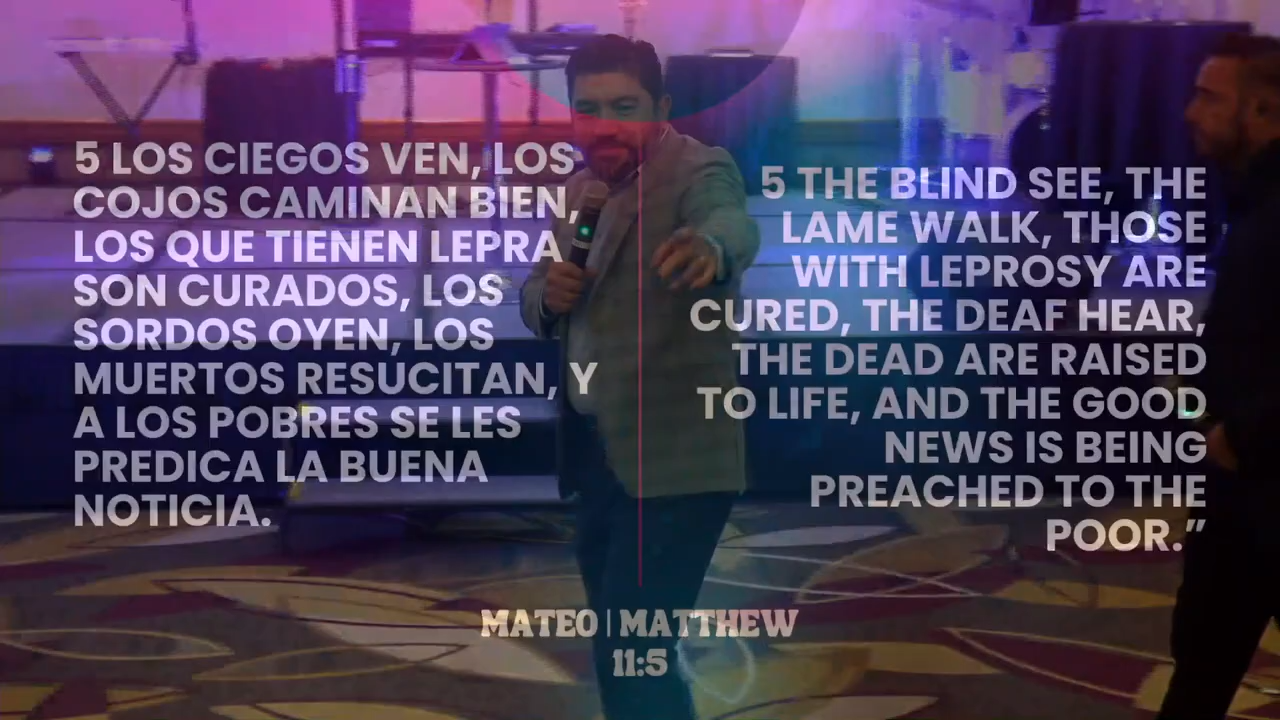 5 LOS CIEGOS VEN, LOS
COJOS CAMINAN BIEN,
LOS QUE TIENEN LEPRA
SON CURADOS, LOS
SORDOS OYEN, LOS
MUERTOS RESUCITAN, Y
A LOS POBRES SE LES
PREDICA LA BUENA
NOTICIA.
5 THE BLIND SEE, THE
LAME WALK, THOSE
WITH LEPROSY ARE
CURED, THE DEAF HEAR,
THE DEAD ARE RAISED
TO LIFE, AND THE GOOD
NEWS IS BEING
PREACHED TO THE
POOR.”
MATEO | MATTHEW
11:5